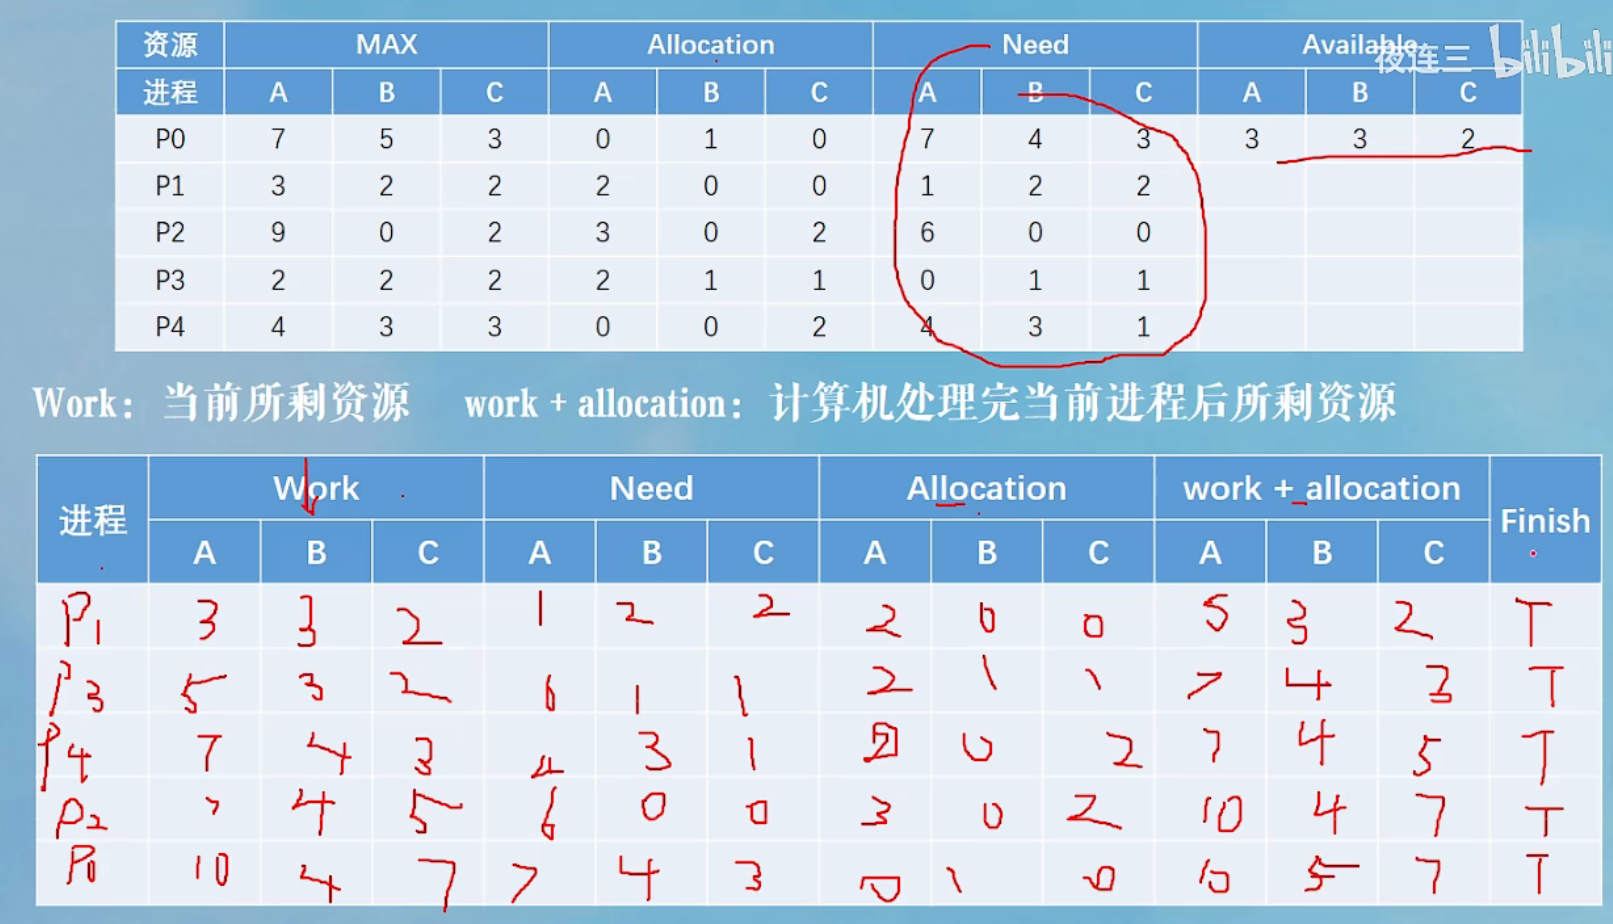 资源 MAX Allocation Need Available
夜连三 bilibili
进程 A B C A B C A B C A B C
P0 7 5 3 0 1 0 7 4 3 3 3 2
P1 3 2 2 2 0 0 1 2 2
P2 9 0 2 3 0 2 6 0 0
P3 2 2 2 2 1 1 0 1 1
P4 4 3 3 0 0 2 4 3 1
Work：当前所剩资源 work + allocation：计算机处理完当前进程后所剩资源
进程 Work Need Allocation work + allocation Finish
A B C A B C A B C A B C
P1 3 3 2 1 2 2 2 0 0 5 3 2 T
P3 5 3 2 0 1 1 2 1 1 7 4 3 T
P4 7 4 3 4 3 1 0 2 7 4 5 T
P2 7 4 5 6 0 0 3 0 2 10 4 7 T
P0 10 4 7 7 4 3 0 1 0 10 5 7 T